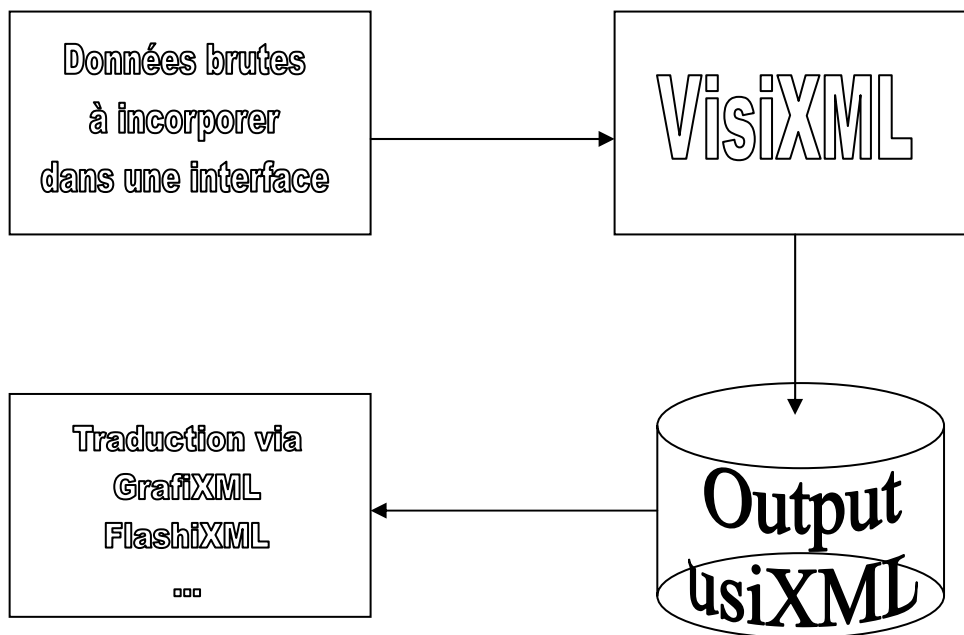 Données brutes
à incorporer
dans une interface
VisiXML
Output
usiXML
Traduction via
GrafiXML
FlashiXML
...